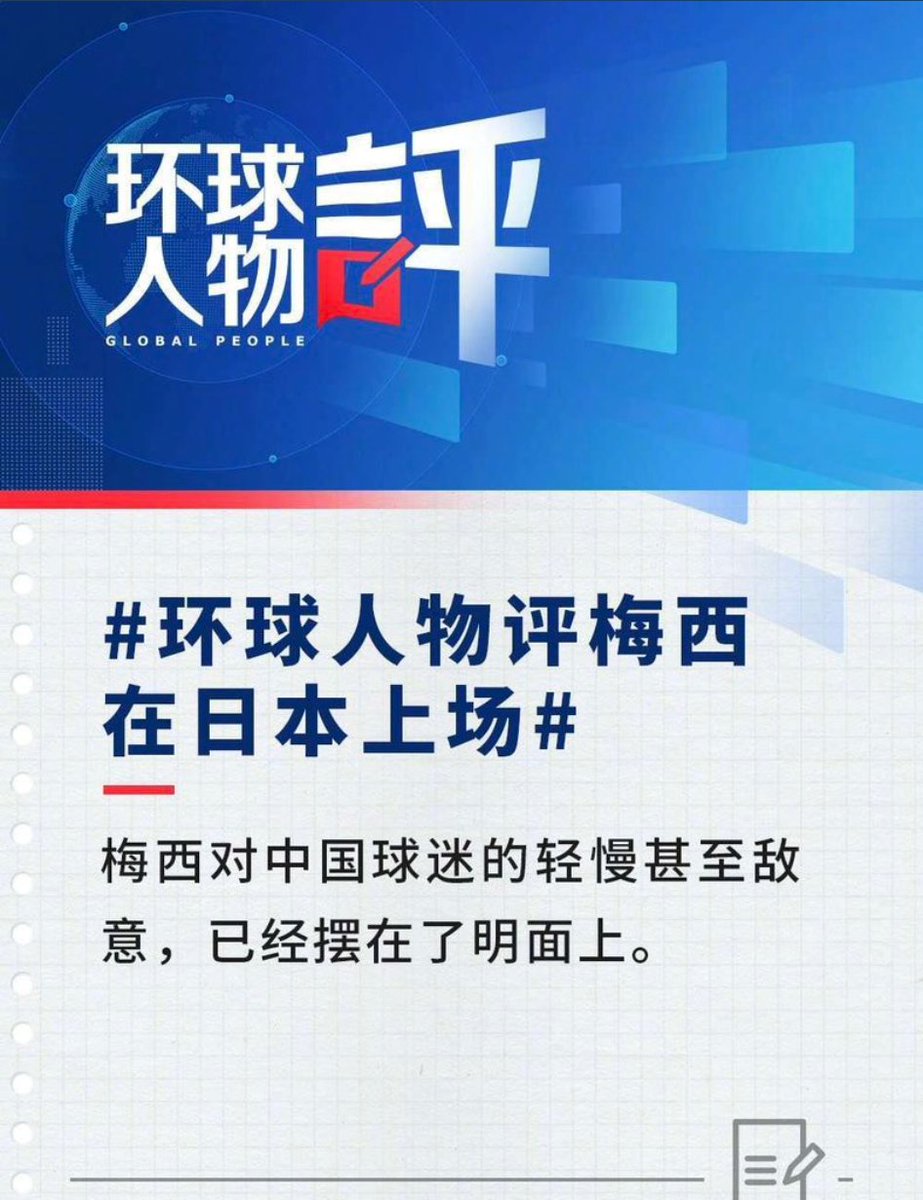 环球
人物
評
GLOBAL PEOPLE
#环球人物评梅西
在日本上场#
梅西对中国球迷的轻慢甚至敌
意，已经摆在了明面上。